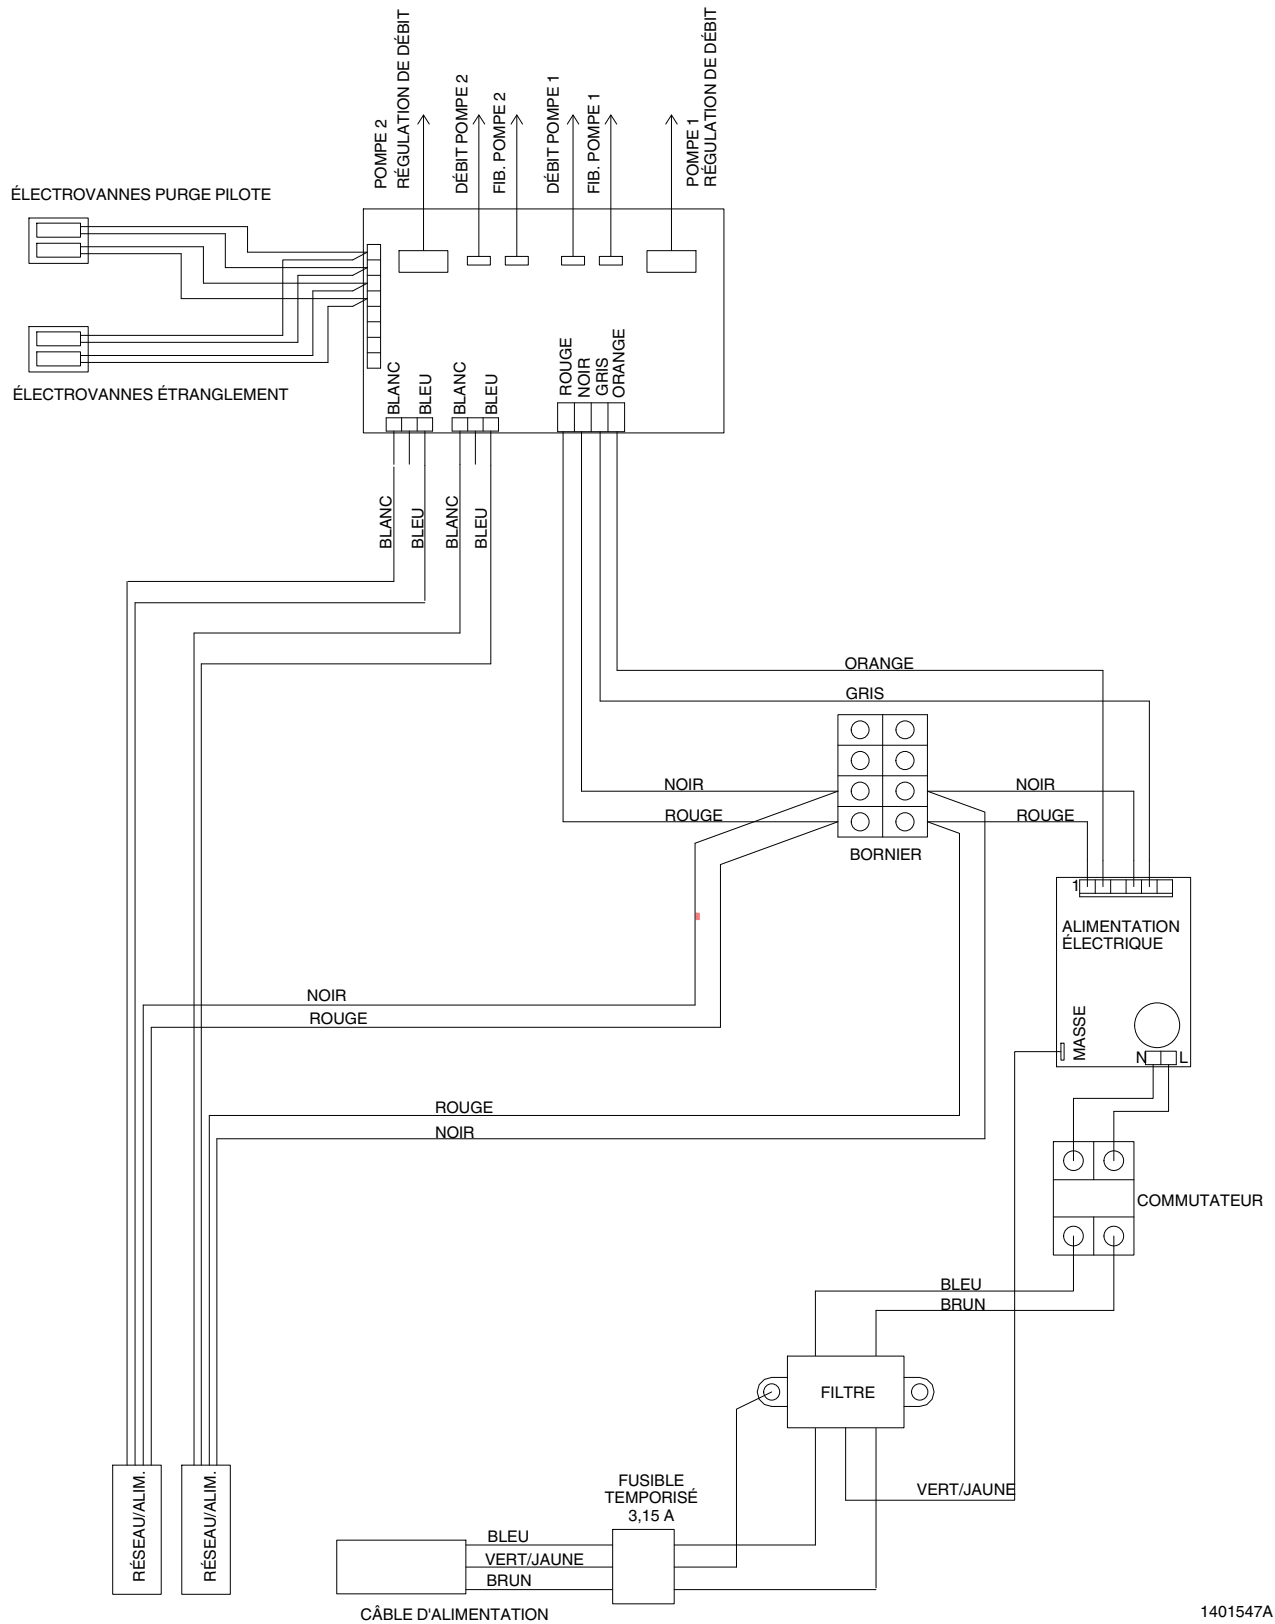 POMPE 2
RÉGULATION DE DÉBIT
DÉBIT POMPE 2
FIB. POMPE 2
DÉBIT POMPE 1
FIB. POMPE 1
POMPE 1
RÉGULATION DE DÉBIT
ÉLECTROVANNES PURGE PILOTE
ÉLECTROVANNES ÉTRANGLEMENT
BLANC
BLEU
BLANC
BLEU
ROUGE
NOIR
GRIS
ORANGE
BLANC
BLEU
BLANC
BLEU
ORANGE
GRIS
NOIR
NOIR
ROUGE
ROUGE
BORNIER
1
ALIMENTATION
ÉLECTRIQUE
MASSE
N
L
NOIR
ROUGE
ROUGE
NOIR
COMMUTATEUR
BLEU
BRUN
FILTRE
VERT/JAUNE
FUSIBLE
TEMPORISÉ
3,15 A
RÉSEAU/ALIM.
RÉSEAU/ALIM.
BLEU
VERT/JAUNE
BRUN
CÂBLE D'ALIMENTATION
1401547A